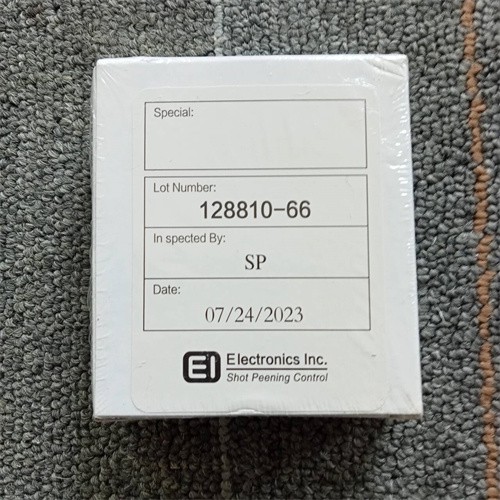 Special:
Lot Number:
128810-66
In spected By:
SP
Date:
07/24/2023
EI Electronics Inc.
Shot Peening Control